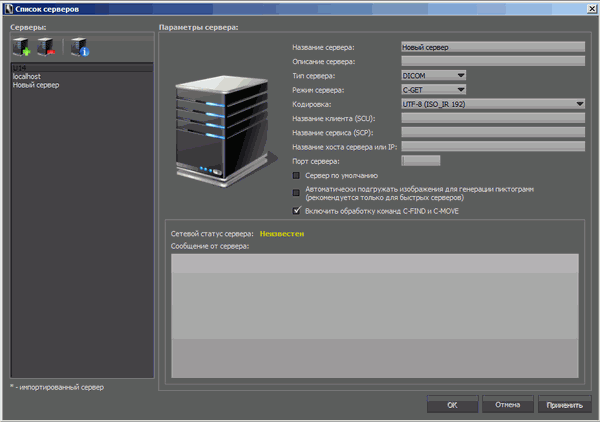 Список серверов
Серверы:
U14
localhost
Новый сервер
* - импортированный сервер
Параметры сервера:
Название сервера: Новый сервер
Описание сервера:
Тип сервера: DICOM
Режим сервера: C-GET
Кодировка: UTF-8 (ISO_IR 192)
Название клиента (SCU):
Название сервиса (SCP):
Название хоста сервера или IP:
Порт сервера:
Сервер по умолчанию
Автоматически подгружать изображения для генерации пиктограмм
(рекомендуется только для быстрых серверов)
Включить обработку команд C-FIND и C-MOVE
Сетевой статус сервера: Неизвестен
Сообщение от сервера:
OK Отмена Применить